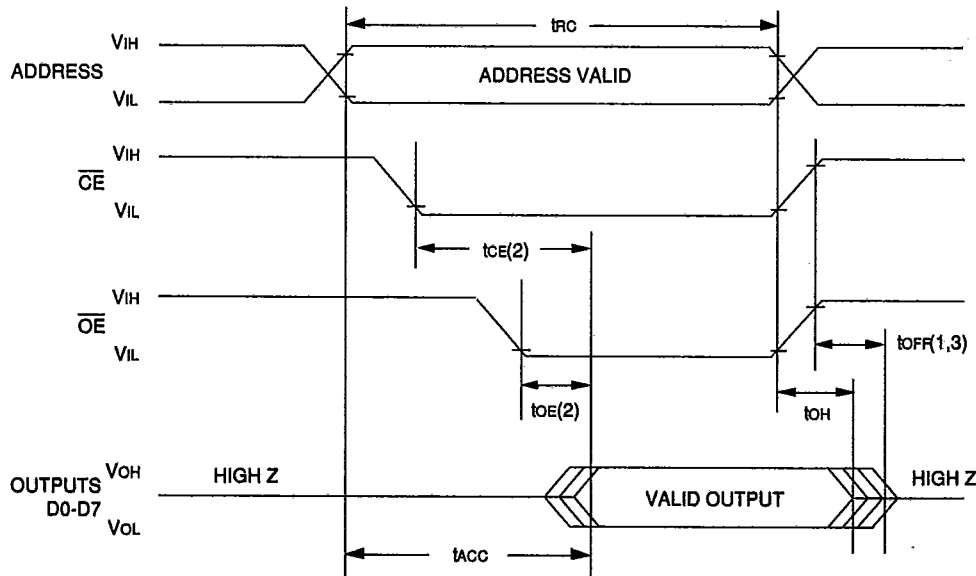 tRC
VIH
ADDRESS
ADDRESS VALID
VIL
VIH
CE
VIL
tCE(2)
VIH
OE
VIL
tOFF(1,3)
tOE(2)
tOH
VOH
HIGH Z
OUTPUTS
D0-D7
VALID OUTPUT
HIGH Z
VOL
tACC